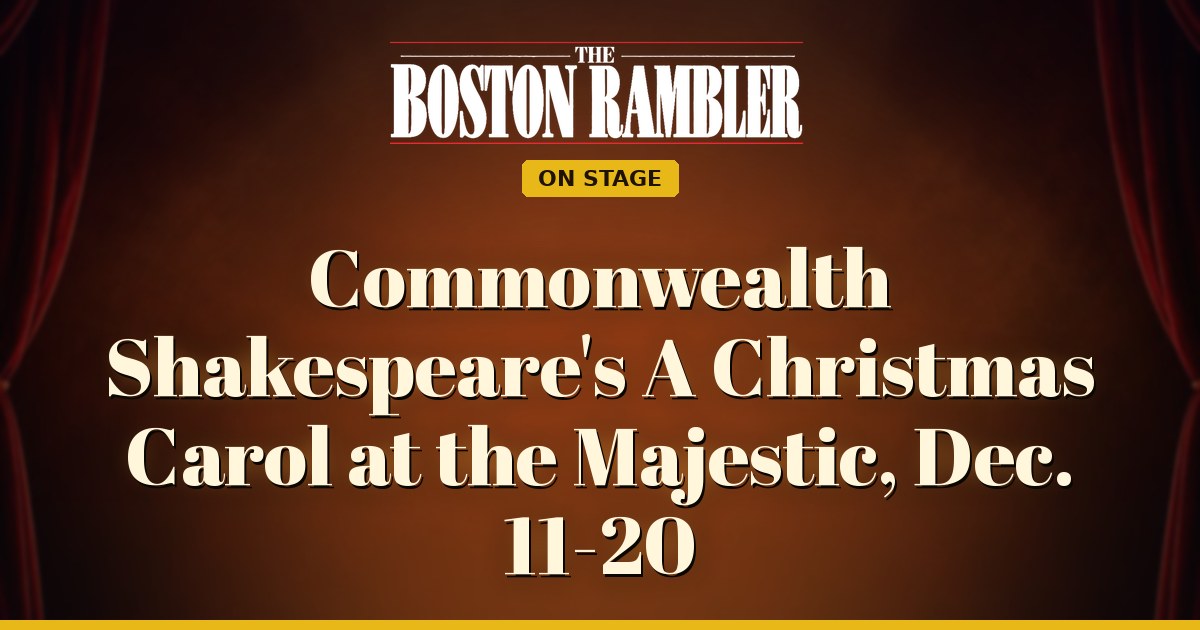 THE
BOSTON RAMBLER
ON STAGE
Commonwealth
Shakespeare's A Christmas
Carol at the Majestic, Dec.
11-20